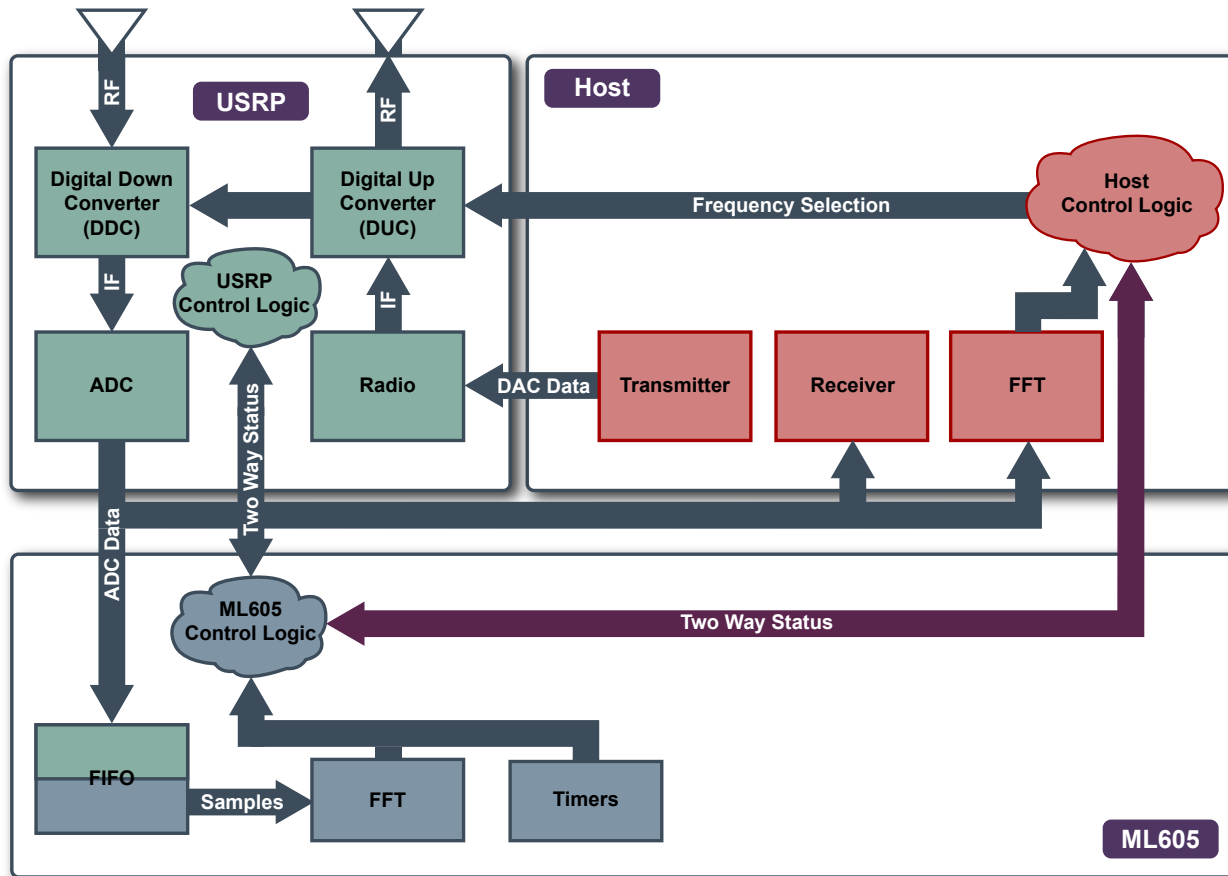 USRP
Host
RF
RF
Digital Down
Converter
(DDC)
Digital Up
Converter
(DUC)
Frequency Selection
Host
Control Logic
IF
USRP
Control Logic
IF
ADC
Radio
DAC Data
Transmitter
Receiver
FFT
Two Way Status
ADC Data
ML605
Control Logic
Two Way Status
FIFO
Samples
FFT
Timers
ML605